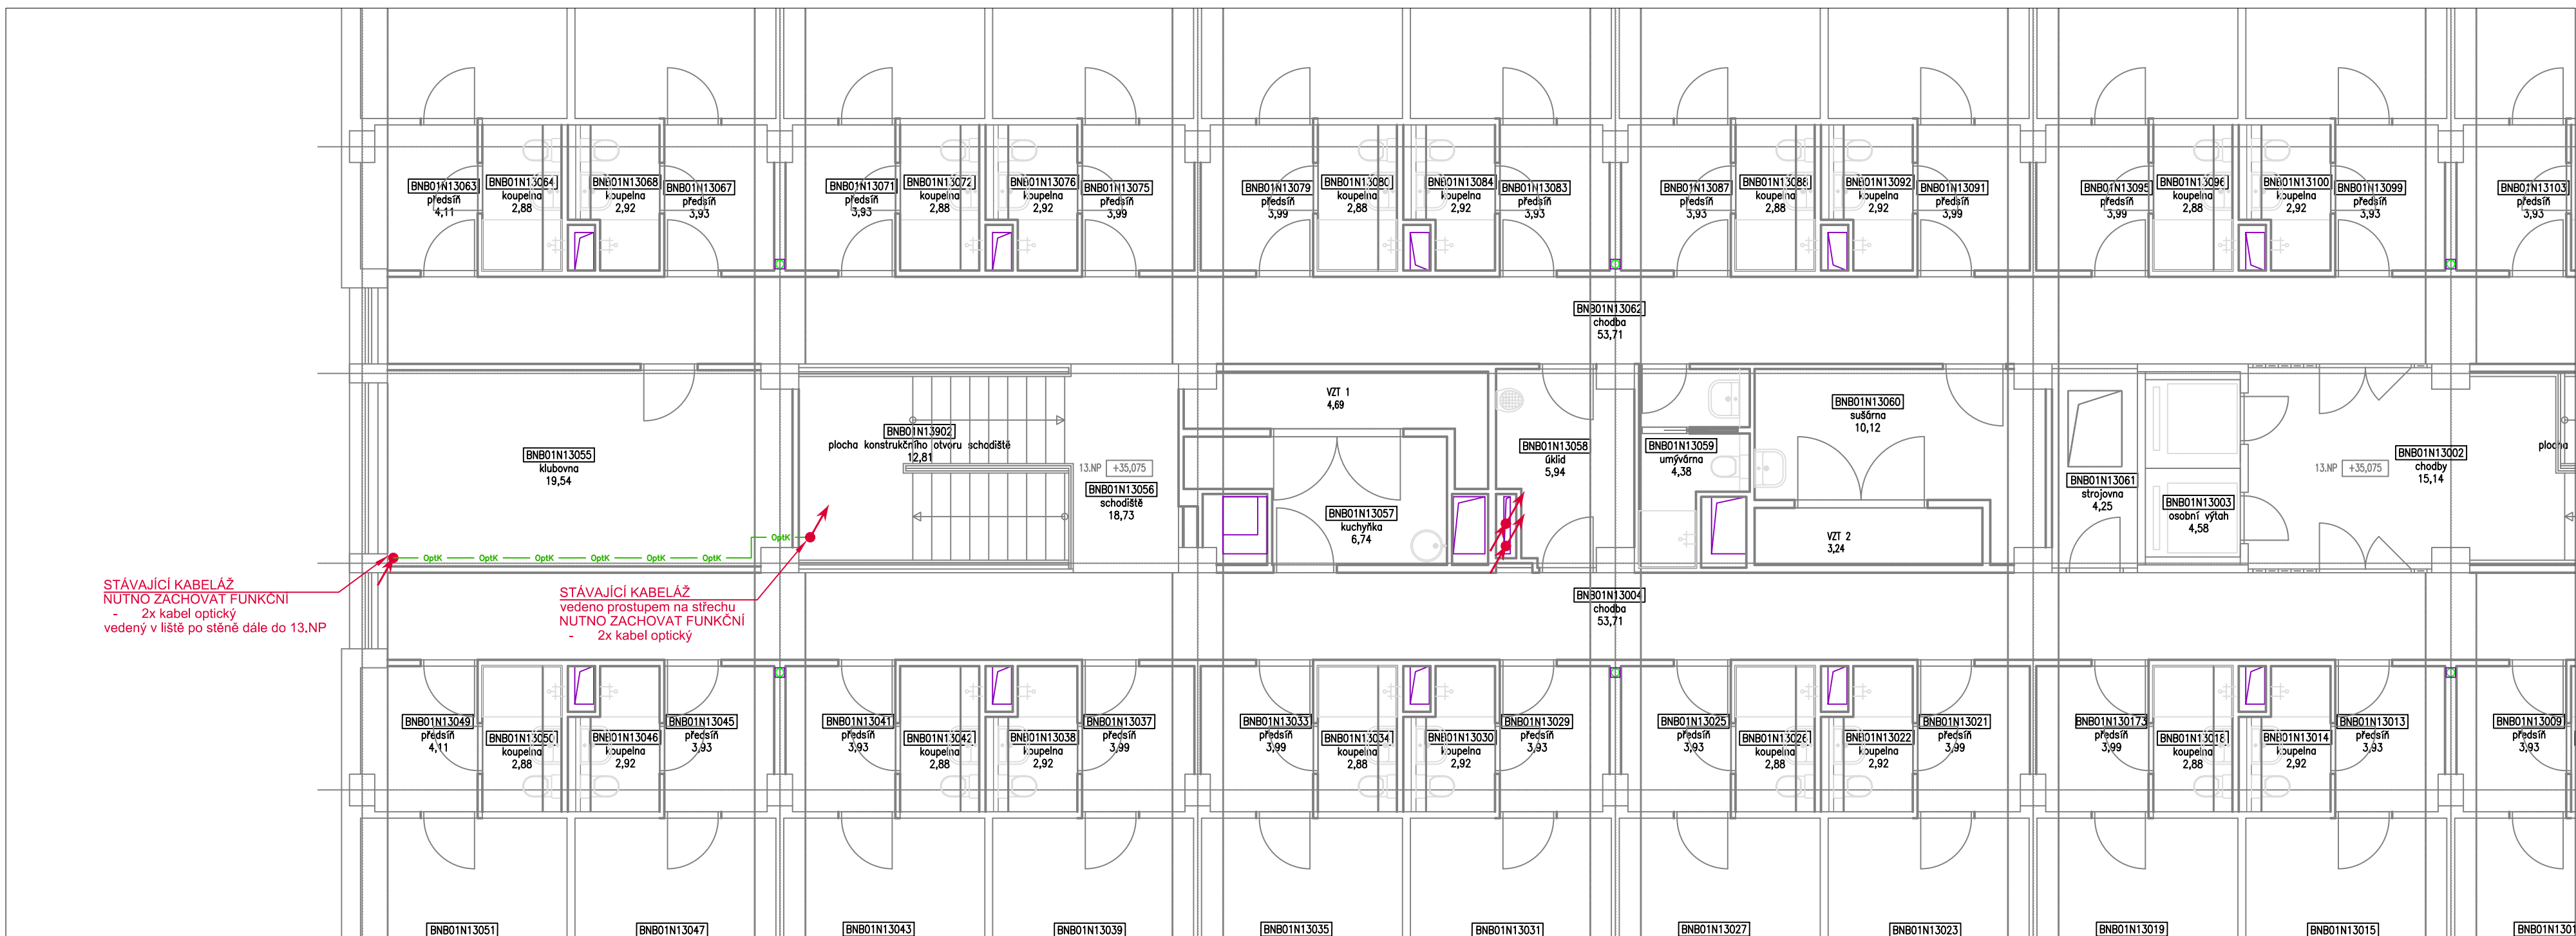 BNB01N13063
předsíň
4,11
BNB01N13064
koupelna
2,88
BNB01N13068
koupelna
2,92
BNB01N13067
předsíň
3,93
BNB01N13071
předsíň
3,93
BNB01N13072
koupelna
2,88
BNB01N13076
koupelna
2,92
BNB01N13075
předsíň
3,99
BNB01N13079
předsíň
3,99
BNB01N13080
koupelna
2,88
BNB01N13084
koupelna
2,92
BNB01N13083
předsíň
3,93
BNB01N13087
předsíň
3,93
BNB01N13088
koupelna
2,88
BNB01N13092
koupelna
2,92
BNB01N13091
předsíň
3,99
BNB01N13095
předsíň
3,99
BNB01N13096
koupelna
2,88
BNB01N13100
koupelna
2,92
BNB01N13099
předsíň
3,93
BNB01N13103
předsíň
3,93
BNB01N13062
chodba
53,71
BNB01N13055
klubovna
19,54
BNB01N13902
plocha konstrukčního otvoru schodiště
12,81
13.NP +35,075
BNB01N13056
schodiště
18,73
VZT 1
4,69
BNB01N13057
kuchyňka
6,74
BNB01N13058
úklid
5,94
BNB01N13059
umývárna
4,38
BNB01N13060
sušárna
10,12
VZT 2
3,24
BNB01N13061
strojovna
4,25
BNB01N13003
osobní výtah
4,58
13.NP +35,075
BNB01N13002
chodby
15,14
plocha
OptK OptK OptK OptK OptK OptK OptK
STÁVAJÍCÍ KABELÁŽ
NUTNO ZACHOVAT FUNKČNÍ
- 2x kabel optický
vedený v liště po stěně dále do 13.NP
STÁVAJÍCÍ KABELÁŽ
vedeno prostupem na střechu
NUTNO ZACHOVAT FUNKČNÍ
- 2x kabel optický
BNB01N13004
chodba
53,71
BNB01N13049
předsíň
4,11
BNB01N13050
koupelna
2,88
BNB01N13046
koupelna
2,92
BNB01N13045
předsíň
3,93
BNB01N13041
předsíň
3,93
BNB01N13042
koupelna
2,88
BNB01N13038
koupelna
2,92
BNB01N13037
předsíň
3,99
BNB01N13033
předsíň
3,99
BNB01N13034
koupelna
2,88
BNB01N13030
koupelna
2,92
BNB01N13029
předsíň
3,93
BNB01N13025
předsíň
3,93
BNB01N13026
koupelna
2,88
BNB01N13022
koupelna
2,92
BNB01N13021
předsíň
3,99
BNB01N130173
předsíň
3,99
BNB01N13018
koupelna
2,88
BNB01N13014
koupelna
2,92
BNB01N13013
předsíň
3,93
BNB01N13009
předsíň
3,93
BNB01N13051
BNB01N13047
BNB01N13043
BNB01N13039
BNB01N13035
BNB01N13031
BNB01N13027
BNB01N13023
BNB01N13019
BNB01N13015
BNB01N130